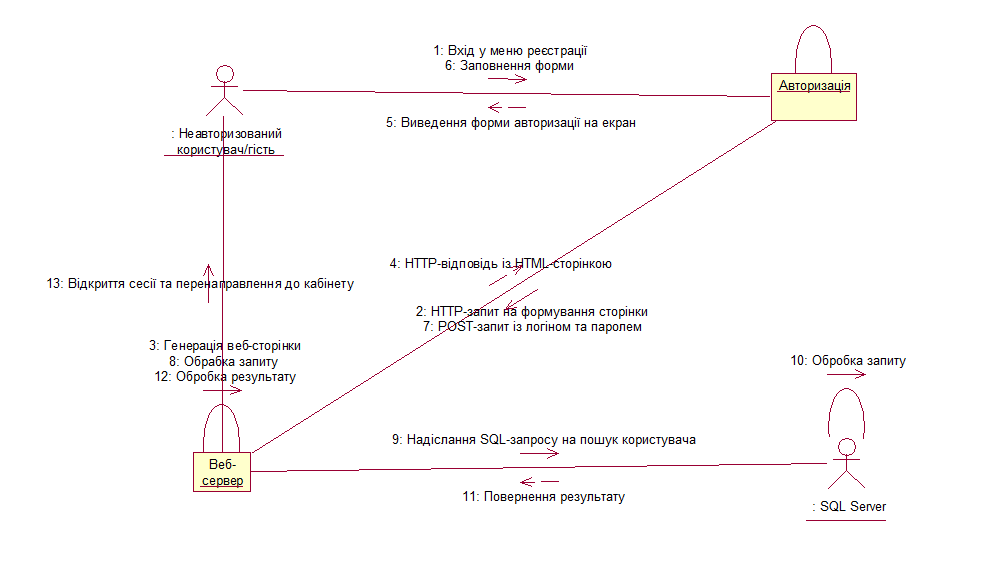 1: Вхід у меню реєстрації
6: Заповнення форми
Авторизація
5: Виведення форми авторизації на екран
: Неавторизований
користувач/гість
4: HTTP-відповідь із HTML-сторінкою
13: Відкриття сесії та перенаправлення до кабінету
2: HTTP-запит на формування сторінки
7: POST-запит із логіном та паролем
3: Генерація веб-сторінки
8: Обрабка запиту
12: Обробка результату
10: Обробка запиту
9: Надіслання SQL-запросу на пошук користувача
Веб-
сервер
11: Повернення результату
: SQL Server